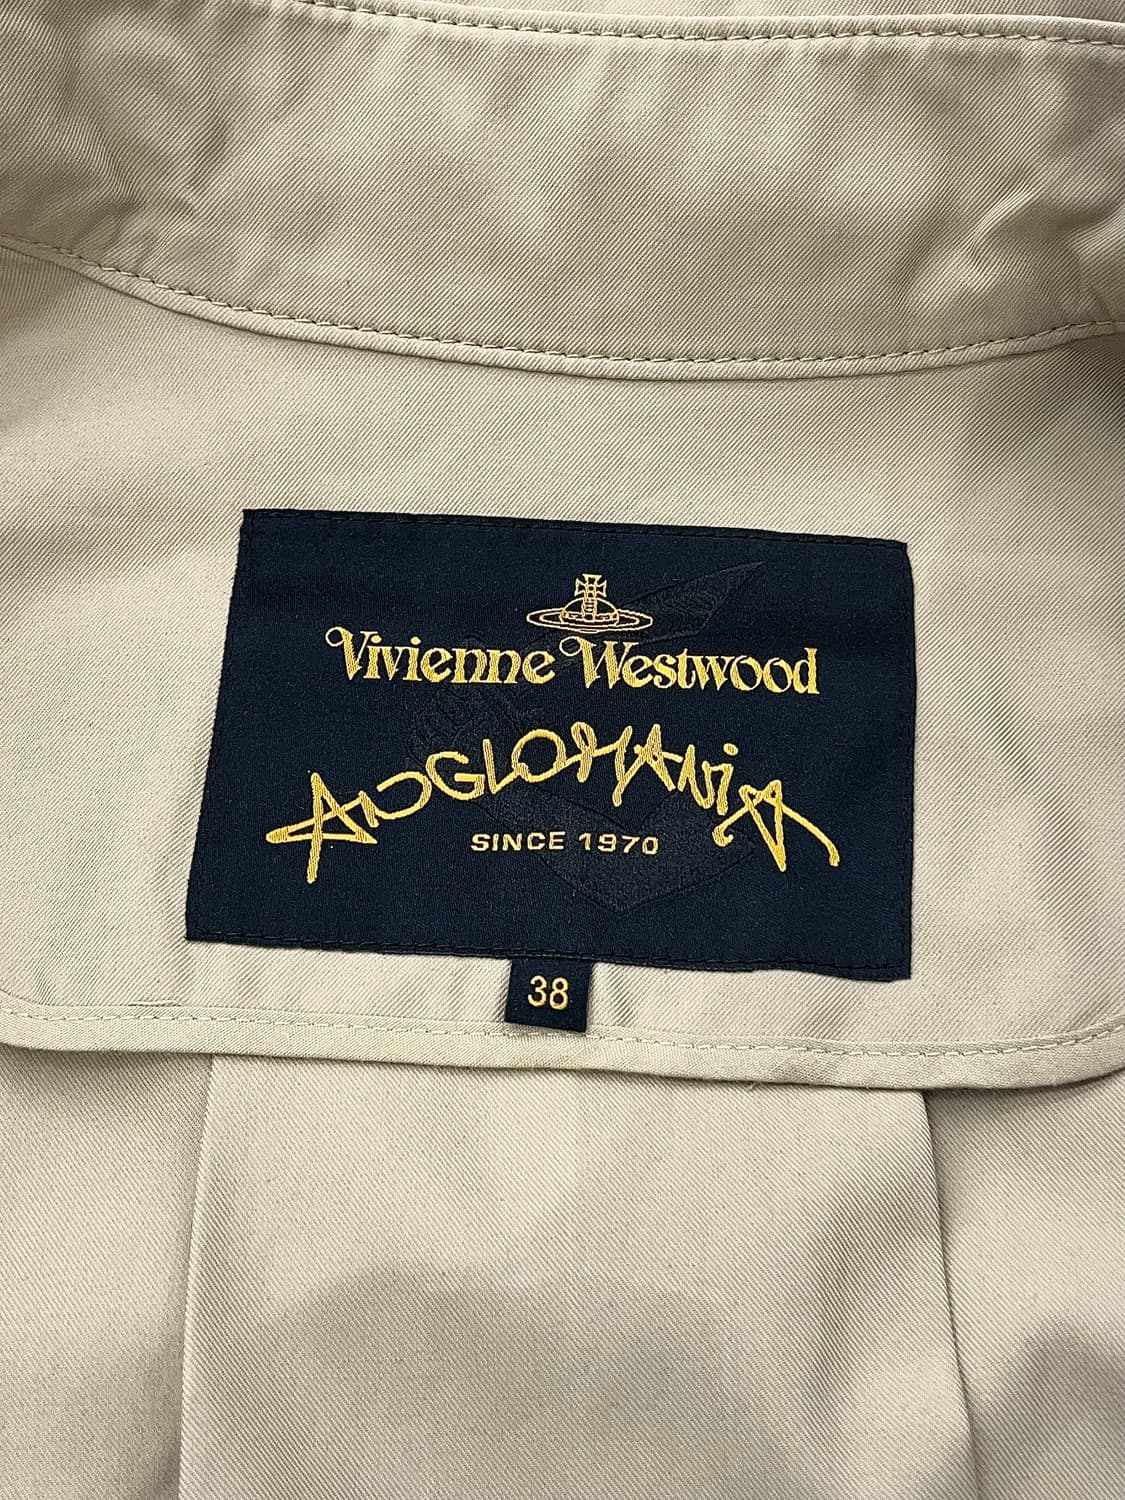 Vivienne Westwood
ANGLOMANIA
SINCE 1970
38